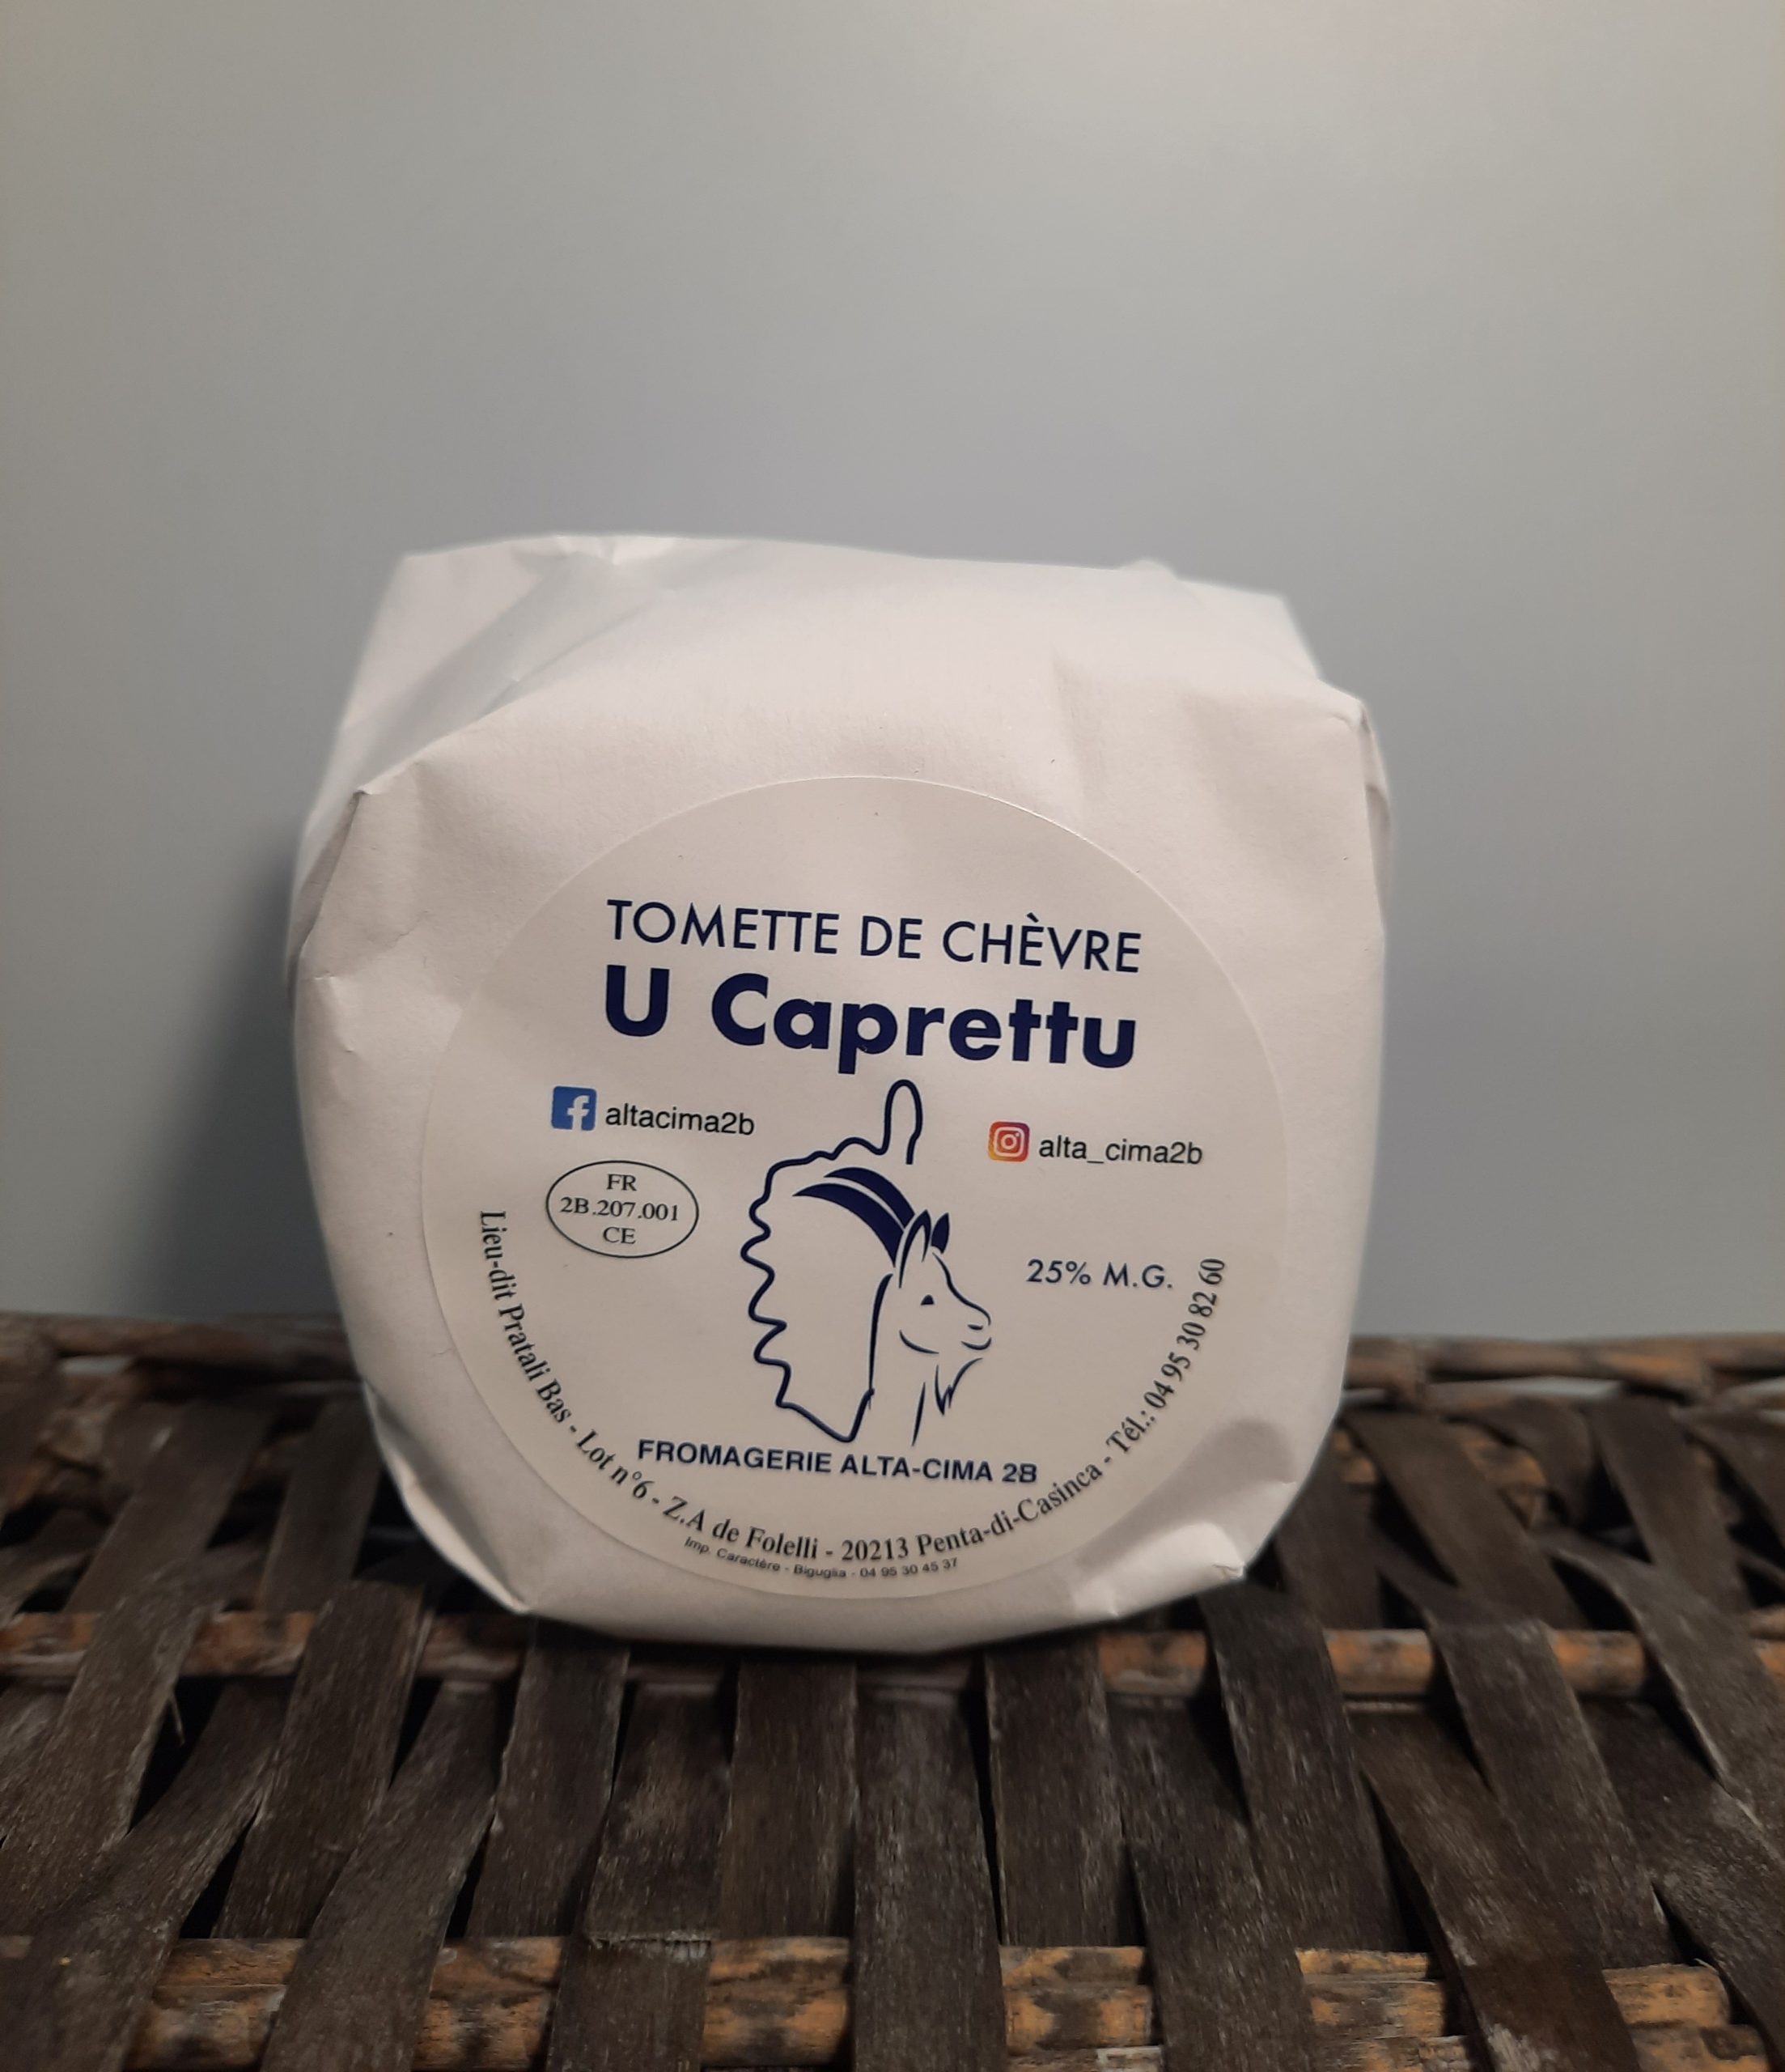 TOMETTE DE CHÈVRE
U Caprettu
altacima2b
alta_cima2b
FR
2B.207.001
CE
25% M.G.
FROMAGERIE ALTA-CIMA 2B
Lieu-dit Pratali Bas - Lot n°6 - Z.A de Folelli - 20213 Penta-di-Casinca - Tél.: 04 95 30 82 60
Imp. Caractère - Biguglia - 04 95 30 45 37